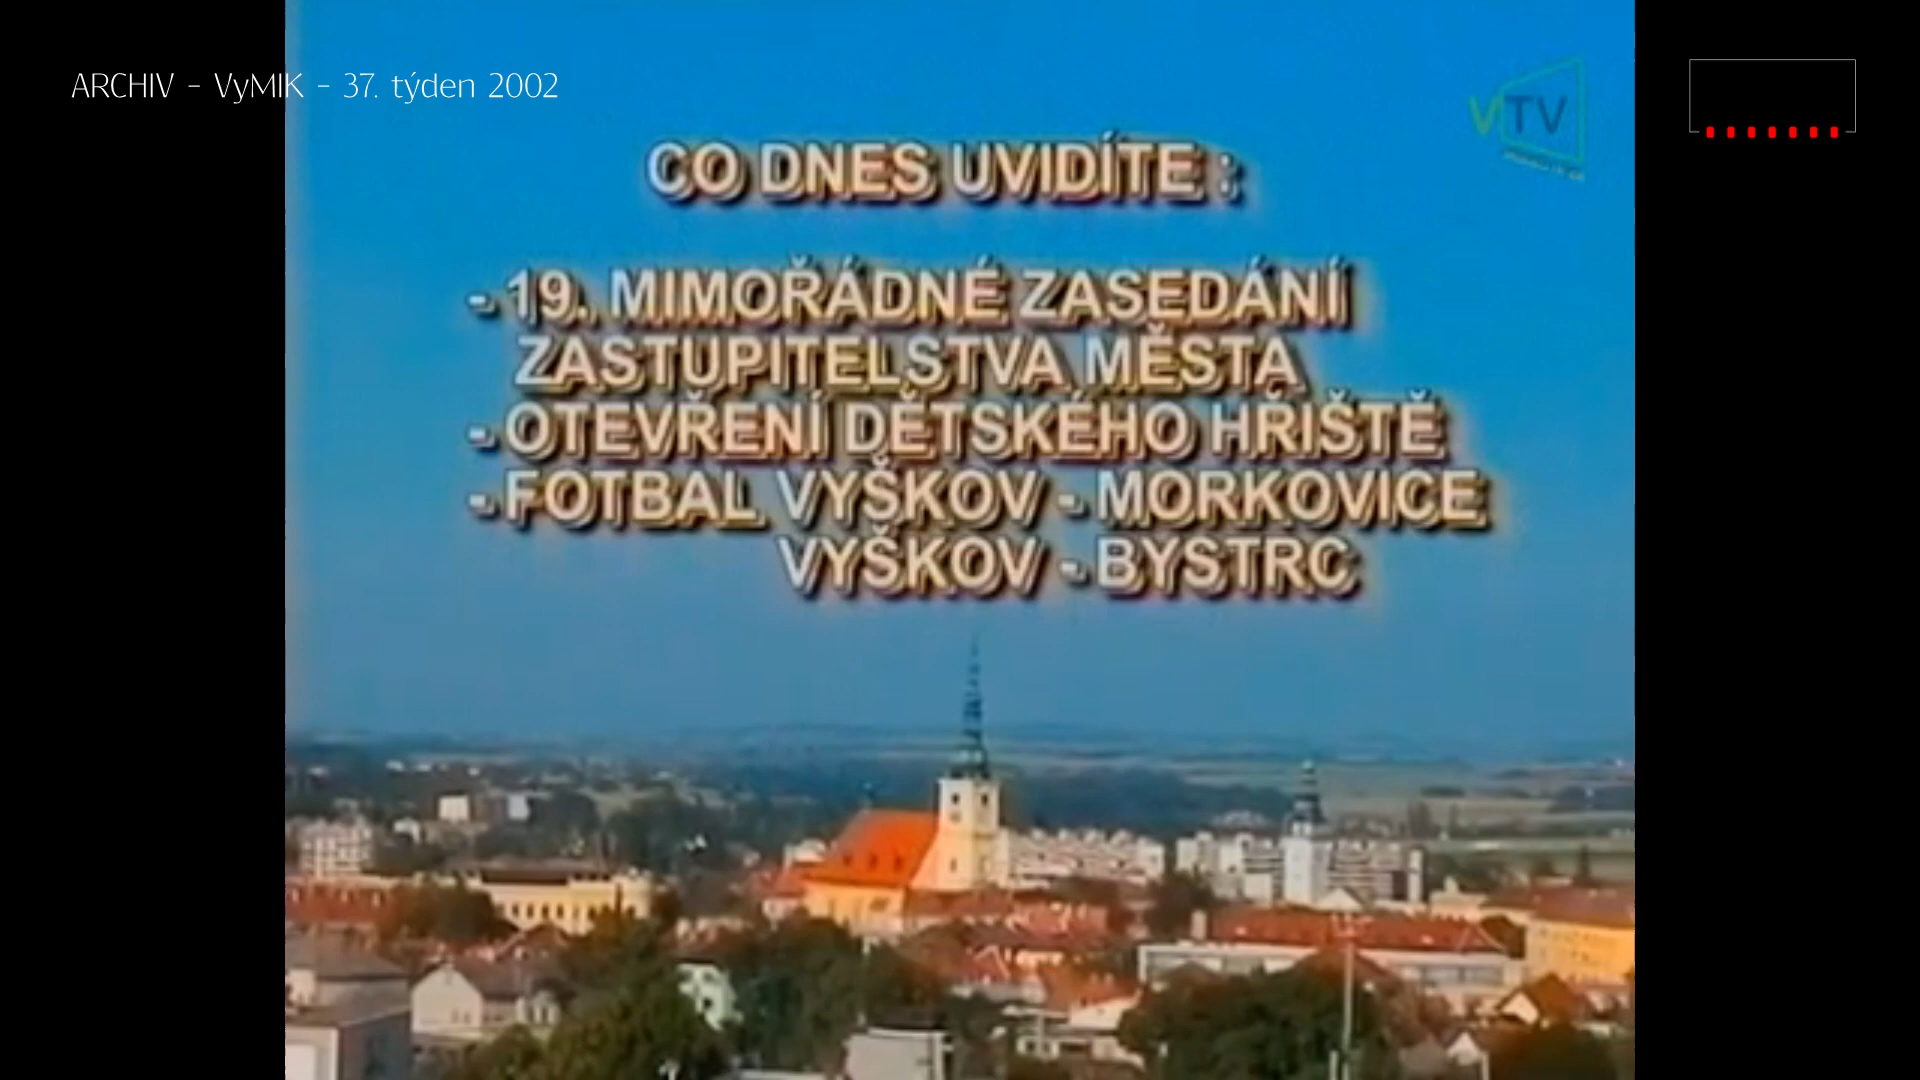 ARCHIV - VyMIK - 37. týden 2002
VTV
CO DNES UVIDÍTE :
- 19. MIMOŘÁDNÉ ZASEDÁNÍ
ZASTUPITELSTVA MĚSTA
- OTEVŘENÍ DĚTSKÉHO HŘIŠTĚ
- FOTBAL VYŠKOV - MORKOVICE
VYŠKOV - BYSTRC